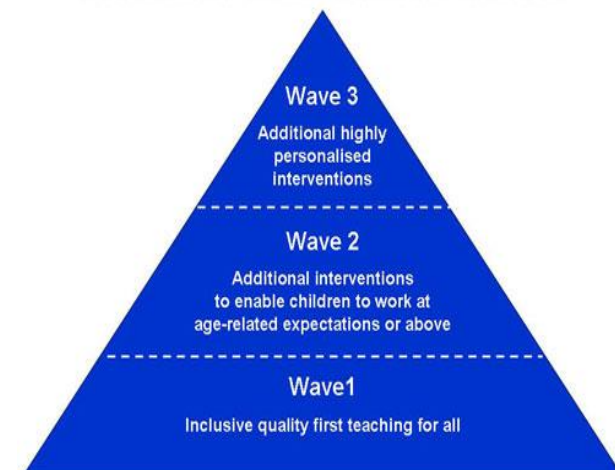 Wave 3
Additional highly
personalised
interventions
Wave 2
Additional interventions
to enable children to work at
age-related expectations or above
Wave1
Inclusive quality first teaching for all